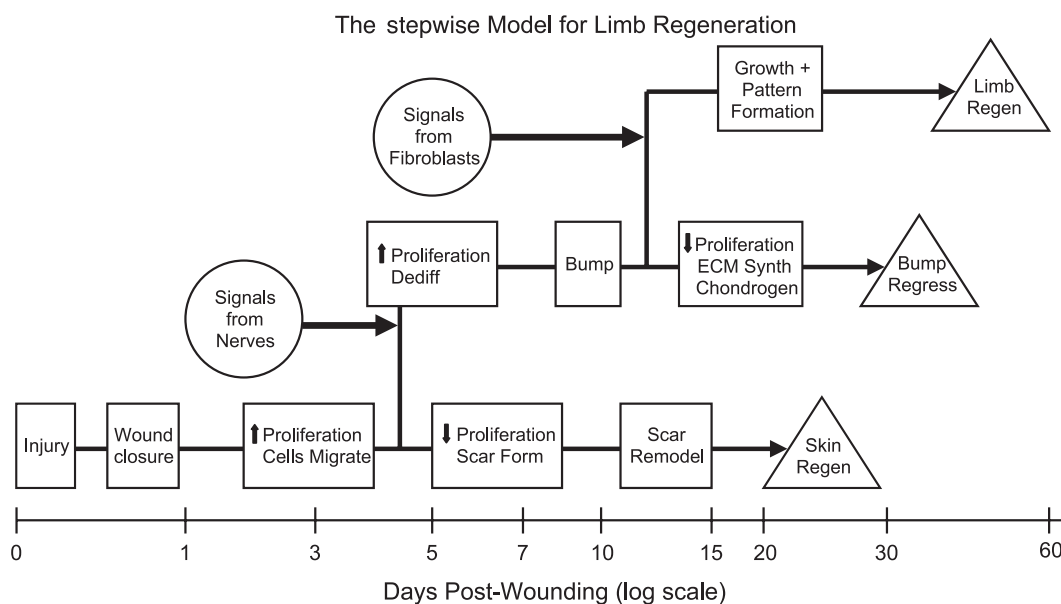 The stepwise Model for Limb Regeneration
Growth +
Pattern
Formation
Limb
Regen
Signals
from
Fibroblasts
Proliferation
Dediff
Bump
Proliferation
ECM Synth
Chondrogen
Bump
Regress
Signals
from
Nerves
Injury
Wound
closure
Proliferation
Cells Migrate
Proliferation
Scar Form
Scar
Remodel
Skin
Regen
0 1 3 5 7 10 15 20 30 60
Days Post-Wounding (log scale)